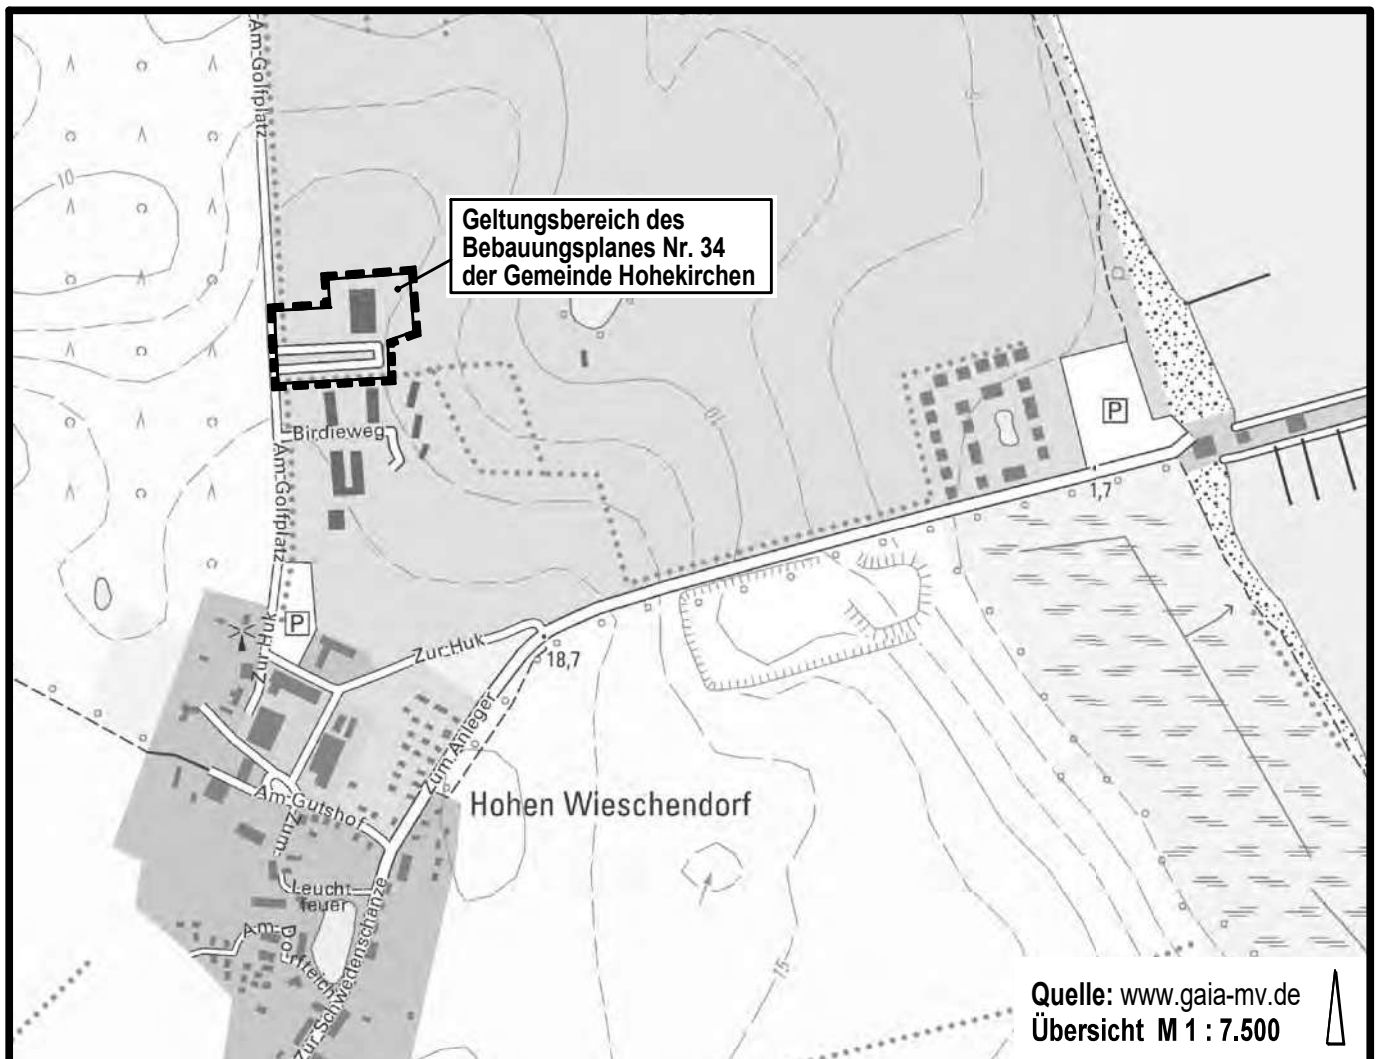 Am-Golfplatz
10
Geltungsbereich des
Bebauungsplanes Nr. 34
der Gemeinde Hohekirchen
10
P
Birdieweg
Am-Golfplatz
1,7
P
Zur Huk
Zur Huk
18,7
Zum Anleger
Hohen Wieschendorf
Am-Gutshof
Zum-
Leucht
feuer
Am-Dorfteich
Zur Schwedenschanze
15
Quelle: www.gaia-mv.de
Übersicht M 1 : 7.500